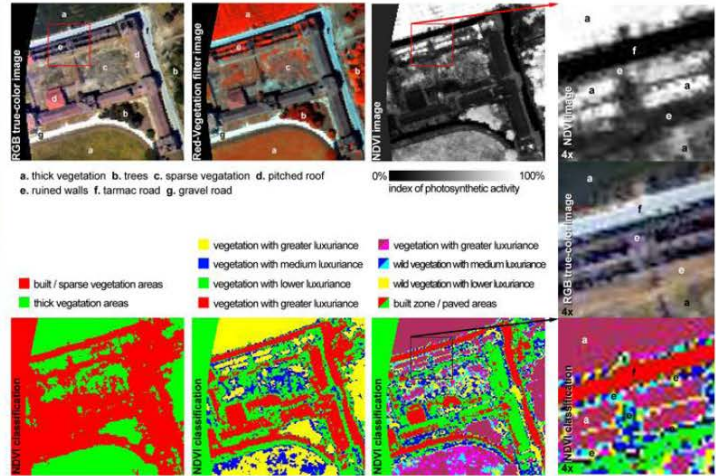 a
e
d
c
b
d
b
g
a
RGB true-color image
a
e
d
c
b
d
b
g
a
Red-Vegetation filter image
NDVI image
a
f
e
a
a
e
a
NDVI image
4x
a. thick vegetation b. trees c. sparse vegatation d. pitched roof
e. ruined walls f. tarmac road g. gravel road
0% 100%
index of photosynthetic activity
a
f
e
e
a
RGB true-color image
4x
built / sparse vegetation areas
thick vegatation areas
vegetation with greater luxuriance
vegetation with medium luxuriance
vegetation with lower luxuriance
vegetation with greater luxuriance
vegetation with greater luxuriance
wild vegetation with medium luxuriance
wild vegetation with lower luxuriance
built zone / paved areas
NDVI classification
NDVI classification
NDVI classification
a
f
e
e
b
a
e
a
NDVI classification
4x